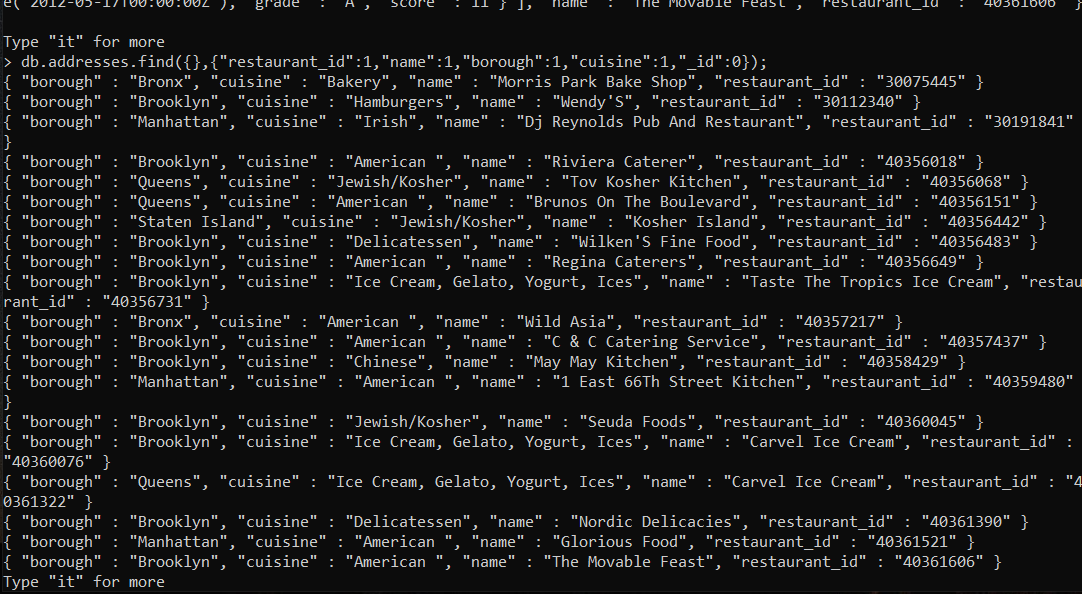 e("2012-05-17T00:00:00Z"), "grade" : "A", "score" : 11 } ], "name" : "The Movable Feast", "restaurant_id" : "40361606" }
Type "it" for more
> db.addresses.find({},{"restaurant_id":1,"name":1,"borough":1,"cuisine":1,"_id":0});
{ "borough" : "Bronx", "cuisine" : "Bakery", "name" : "Morris Park Bake Shop", "restaurant_id" : "30075445" }
{ "borough" : "Brooklyn", "cuisine" : "Hamburgers", "name" : "Wendy'S", "restaurant_id" : "30112340" }
{ "borough" : "Manhattan", "cuisine" : "Irish", "name" : "Dj Reynolds Pub And Restaurant", "restaurant_id" : "30191841"
}
{ "borough" : "Brooklyn", "cuisine" : "American ", "name" : "Riviera Caterer", "restaurant_id" : "40356018" }
{ "borough" : "Queens", "cuisine" : "Jewish/Kosher", "name" : "Tov Kosher Kitchen", "restaurant_id" : "40356068" }
{ "borough" : "Queens", "cuisine" : "American ", "name" : "Brunos On The Boulevard", "restaurant_id" : "40356151" }
{ "borough" : "Staten Island", "cuisine" : "Jewish/Kosher", "name" : "Kosher Island", "restaurant_id" : "40356442" }
{ "borough" : "Brooklyn", "cuisine" : "Delicatessen", "name" : "Wilken'S Fine Food", "restaurant_id" : "40356483" }
{ "borough" : "Brooklyn", "cuisine" : "American ", "name" : "Regina Caterers", "restaurant_id" : "40356649" }
{ "borough" : "Brooklyn", "cuisine" : "Ice Cream, Gelato, Yogurt, Ices", "name" : "Taste The Tropics Ice Cream", "restau
rant_id" : "40356731" }
{ "borough" : "Bronx", "cuisine" : "American ", "name" : "Wild Asia", "restaurant_id" : "40357217" }
{ "borough" : "Brooklyn", "cuisine" : "American ", "name" : "C & C Catering Service", "restaurant_id" : "40357437" }
{ "borough" : "Brooklyn", "cuisine" : "Chinese", "name" : "May May Kitchen", "restaurant_id" : "40358429" }
{ "borough" : "Manhattan", "cuisine" : "American ", "name" : "1 East 66Th Street Kitchen", "restaurant_id" : "40359480"
}
{ "borough" : "Brooklyn", "cuisine" : "Jewish/Kosher", "name" : "Seuda Foods", "restaurant_id" : "40360045" }
{ "borough" : "Brooklyn", "cuisine" : "Ice Cream, Gelato, Yogurt, Ices", "name" : "Carvel Ice Cream", "restaurant_id" :
"40360076" }
{ "borough" : "Queens", "cuisine" : "Ice Cream, Gelato, Yogurt, Ices", "name" : "Carvel Ice Cream", "restaurant_id" : "4
0361322" }
{ "borough" : "Brooklyn", "cuisine" : "Delicatessen", "name" : "Nordic Delicacies", "restaurant_id" : "40361390" }
{ "borough" : "Manhattan", "cuisine" : "American ", "name" : "Glorious Food", "restaurant_id" : "40361521" }
{ "borough" : "Brooklyn", "cuisine" : "American ", "name" : "The Movable Feast", "restaurant_id" : "40361606" }
Type "it" for more